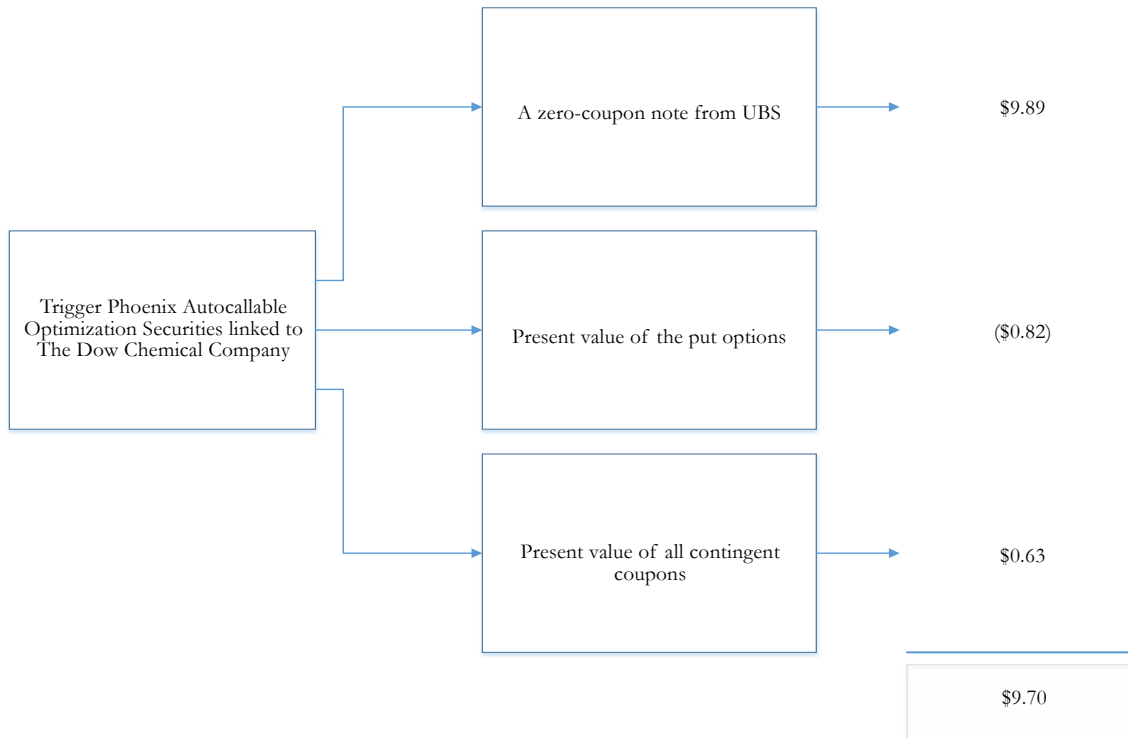 A zero-coupon note from UBS
$9.89
Trigger Phoenix Autocallable
Optimization Securities linked to
The Dow Chemical Company
Present value of the put options
($0.82)
Present value of all contingent
coupons
$0.63
$9.70